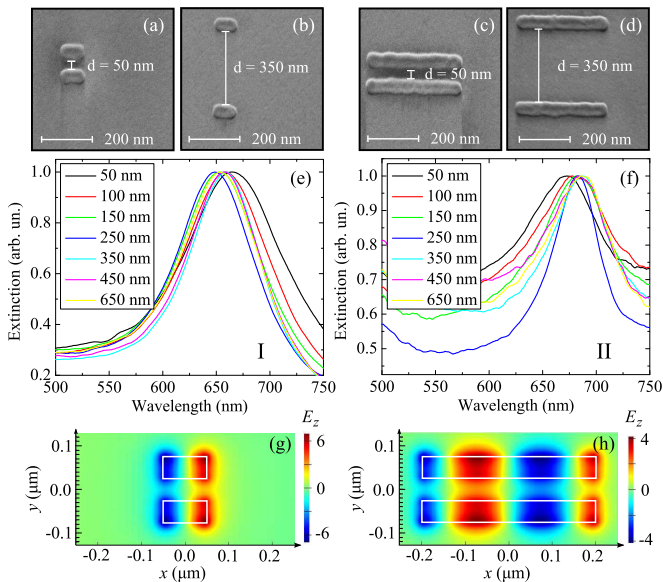 (a)
d = 50 nm
200 nm
(b)
d = 350 nm
200 nm
(c)
d = 50 nm
200 nm
(d)
d = 350 nm
200 nm
(e)
Extinction (arb. un.)
1.0
0.8
0.6
0.4
0.2
50 nm
100 nm
150 nm
250 nm
350 nm
450 nm
650 nm
I
500 550 600 650 700 750
Wavelength (nm)
(f)
Extinction (arb. un.)
1.0
0.9
0.8
0.7
0.6
0.5
50 nm
100 nm
150 nm
250 nm
350 nm
450 nm
650 nm
II
500 550 600 650 700 750
Wavelength (nm)
(g)
y (μm)
0.1
0.0
-0.1
-0.2 -0.1 0.0 0.1 0.2
x (μm)
Ez
6
-6
(h)
y (μm)
0.1
0.0
-0.1
-0.2 -0.1 0.0 0.1 0.2
x (μm)
Ez
4
-4